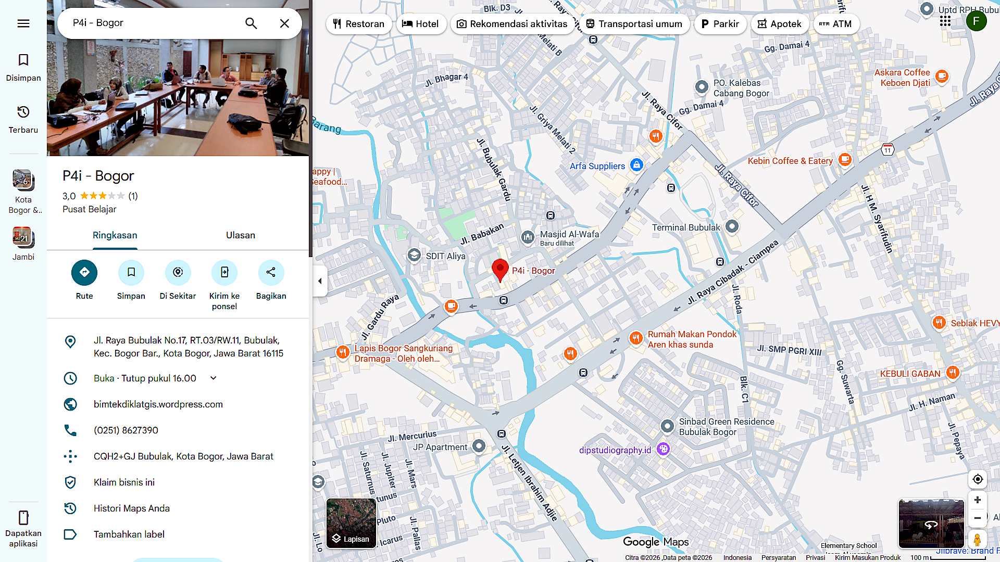 P4i - Bogor
Disimpan
Terbaru
6
Kota
Bogor &..
21
Jambi
Dapatkan
aplikasi
P4i - Bogor
3,0 (1)
Pusat Belajar
Ringkasan
Ulasan
Rute
Simpan
Di Sekitar
Kirim ke
ponsel
Bagikan
Jl. Raya Bubulak No.17, RT.03/RW.11, Bubulak,
Kec. Bogor Bar., Kota Bogor, Jawa Barat 16115
Buka · Tutup pukul 16.00
bimtekdiklatgis.wordpress.com
(0251) 8627390
CQH2+GJ Bubulak, Kota Bogor, Jawa Barat
Klaim bisnis ini
Histori Maps Anda
Tambahkan label
Restoran
Hotel
Rekomendasi aktivitas
Transportasi umum
Parkir
Apotek
ATM
ATM
F
Blk. D3
Uptd RPH Bubul
Melati B
Gg. Damai 4
Askara Coffee
Keboen Djati
Jl. Bhagar 4
PO. Kalebas
Cabang Bogor
Jl. Raya Cifor
Gg. Damai 4
Jl. Raya
Barang
Jl. Griya Melati 2
Jl. Bubulak Gardu
Arfa Suppliers
Kebin Coffee & Eatery
11
appy |
Seafood...
Jl. Raya Cifor
Jl. H M. Syarifudin
Jl. Babakan
Masjid Al-Wafa
Baru dilihat
Terminal Bubulak
SDIT Aliya
P4i - Bogor
Jl. Raya Cibadak - Ciampea
Jl. Roda
Jl. Gardu Raya
Lapis Bogor Sangkuriang
Dramaga - Oleh oleh...
Rumah Makan Pondok
Aren khas sunda
Seblak HEVY
Jl. SMP PGRI XIII
Gg. Suwarta
KEBULI GABAN
Blk. C1
Jl. H. Naman
Jl. Pepaya
Sinbad Green Residence
Bubulak Bogor
dipstudiography.id
Jl. Mercurius
JP Apartment
Jl. Saturnus
Jl. Jupiter
Jl. Mars
Jl. Letjen Ibrahim Adjie
tunus
Pluto
Jl. Pallas
Icarus
Jl. Lo
Lapisan
Google Maps
Elementary School
Jlibrave: Brand F
Citra ©2026 ,Data peta ©2026
Indonesia
Persyaratan
Privasi
Kirim Masukan Produk
100 m